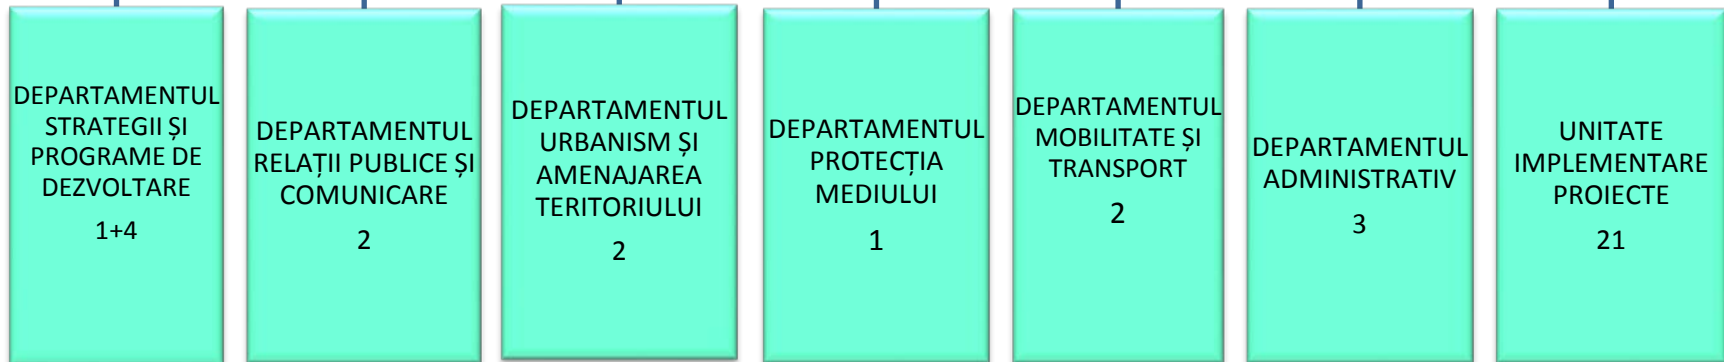 DEPARTAMENTUL
STRATEGII ȘI
PROGRAME DE
DEZVOLTARE
1+4
DEPARTAMENTUL
RELAȚII PUBLICE ȘI
COMUNICARE
2
DEPARTAMENTUL
URBANISM ȘI
AMENAJAREA
TERITORIULUI
2
DEPARTAMENTUL
PROTECȚIA
MEDIULUI
1
DEPARTAMENTUL
MOBILITATE ȘI
TRANSPORT
2
DEPARTAMENTUL
ADMINISTRATIV
3
UNITATE
IMPLEMENTARE
PROIECTE
21